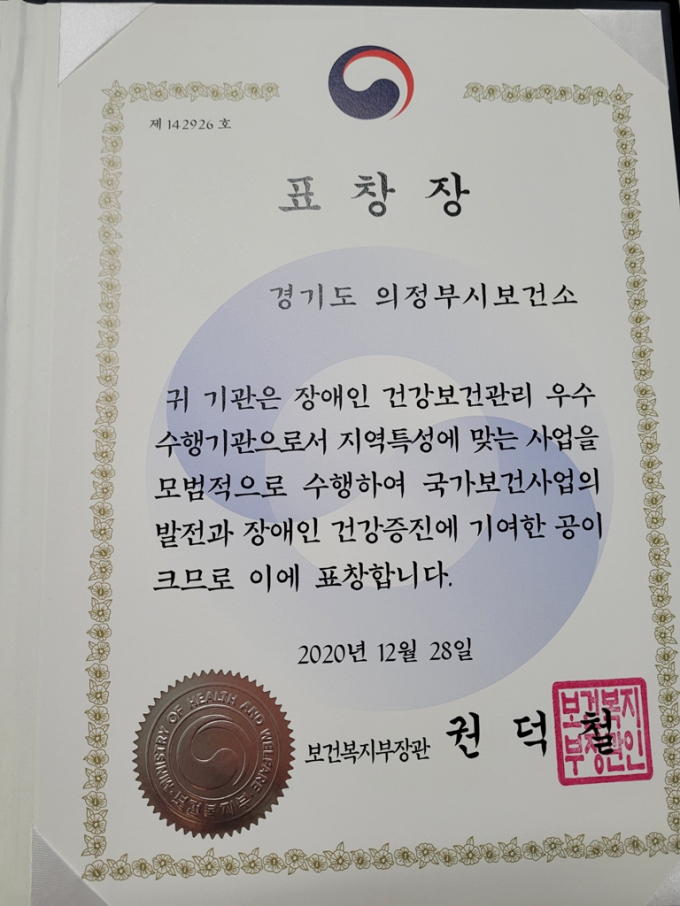 제 142926 호
표 창 장
경기도 의정부시보건소
귀 기관은 장애인 건강보건관리 우수
수행기관으로서 지역특성에 맞는 사업을
모범적으로 수행하여 국가보건사업의
발전과 장애인 건강증진에 기여한 공이
크므로 이에 표창합니다.
2020년 12월 28일
보건복지부장관 권 덕 철
보건복지
부장관인
MINISTRY OF HEALTH AND WELFARE